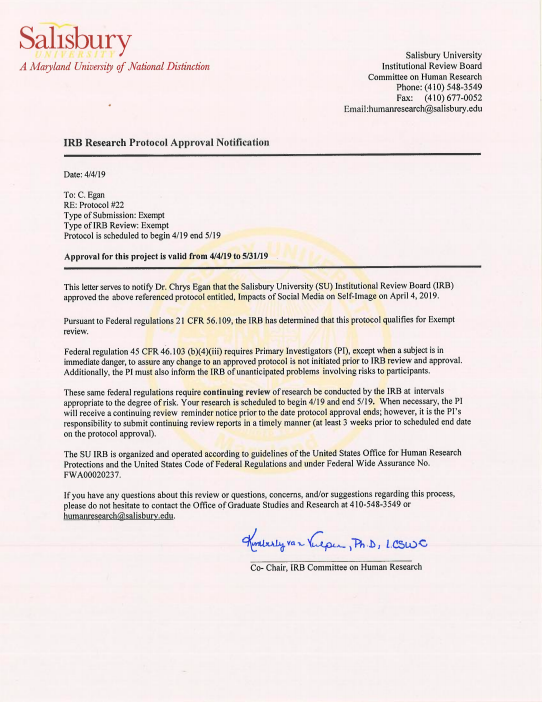 Salisbury
UNIVERSITY
A Maryland University of National Distinction
Salisbury University
Institutional Review Board
Committee on Human Research
Phone: (410) 548-3549
Fax: (410) 677-0052
Email:humanresearch@salisbury.edu
IRB Research Protocol Approval Notification
Date: 4/4/19
To: C. Egan
RE: Protocol #22
Type of Submission: Exempt
Type of IRB Review: Exempt
Protocol is scheduled to begin 4/19 end 5/19
Approval for this project is valid from 4/4/19 to 5/31/19
This letter serves to notify Dr. Chrys Egan that the Salisbury University (SU) Institutional Review Board (IRB)
approved the above referenced protocol entitled, Impacts of Social Media on Self-Image on April 4, 2019.
Pursuant to Federal regulations 21 CFR 56.109, the IRB has determined that this protocol qualifies for Exempt
review.
Federal regulation 45 CFR 46.103 (b)(4)(iii) requires Primary Investigators (PI), except when a subject is in
immediate danger, to assure any change to an approved protocol is not initiated prior to IRB review and approval.
Additionally, the PI must also inform the IRB of unanticipated problems involving risks to participants.
These same federal regulations require continuing review of research be conducted by the IRB at intervals
appropriate to the degree of risk. Your research is scheduled to begin 4/19 and end 5/19. When necessary, the PI
will receive a continuing review reminder notice prior to the date protocol approval ends; however, it is the PI's
responsibility to submit continuing review reports in a timely manner (at least 3 weeks prior to scheduled end date
on the protocol approval).
The SU IRB is organized and operated according to guidelines of the United States Office for Human Research
Protections and the United States Code of Federal Regulations and under Federal Wide Assurance No.
FWA00020237.
If you have any questions about this review or questions, concerns, and/or suggestions regarding this process,
please do not hesitate to contact the Office of Graduate Studies and Research at 410-548-3549 or
humanresearch@salisbury.edu.
Kimberly van Vulpen, Ph.D, LCSWC
Co- Chair, IRB Committee on Human Research